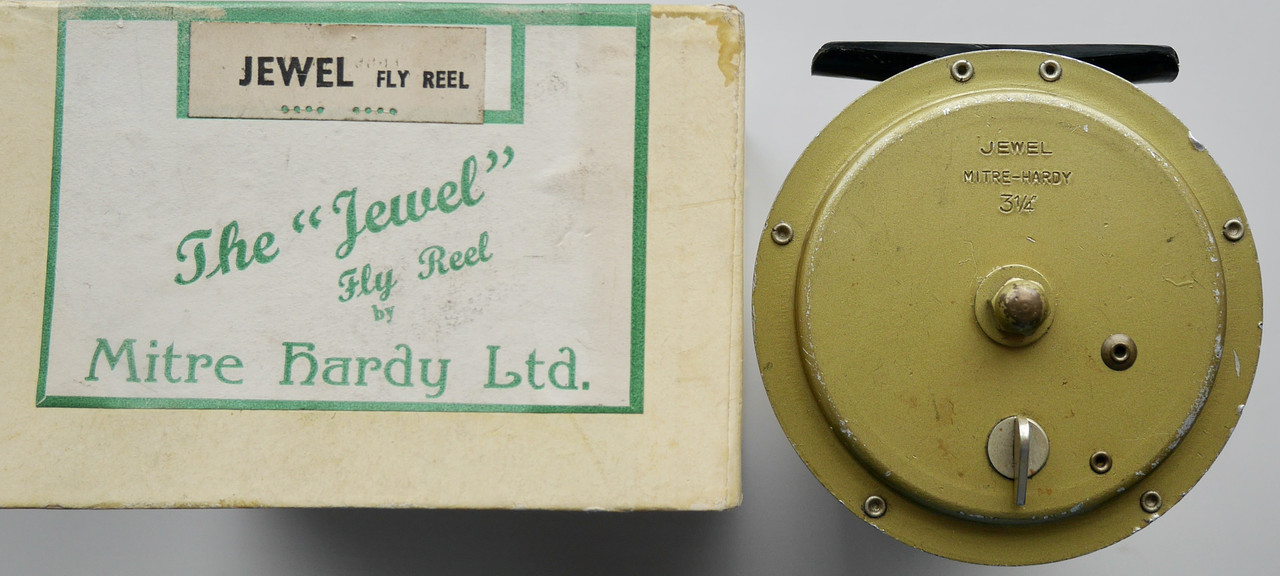 JEWEL FLY REEL
The “Jewel”
Fly Reel
by
Mitre Hardy Ltd.
JEWEL
MITRE-HARDY
3¼